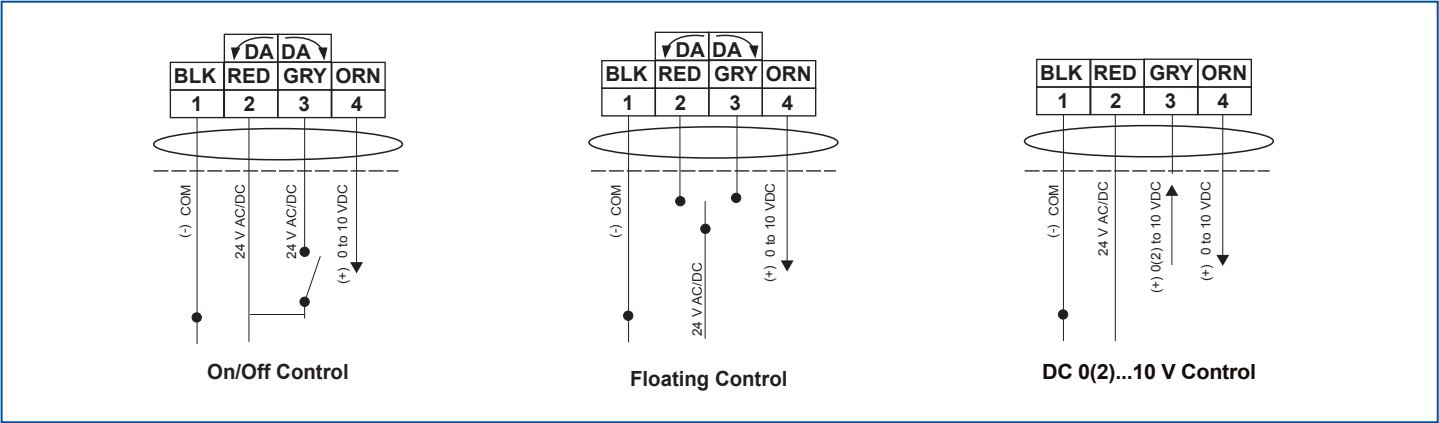 DA DA
BLK RED GRY ORN
1 2 3 4
(-) COM
24 V AC/DC
24 V AC/DC
(+) 0 to 10 VDC
On/Off Control
DA DA
BLK RED GRY ORN
1 2 3 4
(-) COM
24 V AC/DC
(+) 0 to 10 VDC
Floating Control
BLK RED GRY ORN
1 2 3 4
(-) COM
24 V AC/DC
(+) 0(2) to 10 VDC
(+) 0 to 10 VDC
DC 0(2)...10 V Control